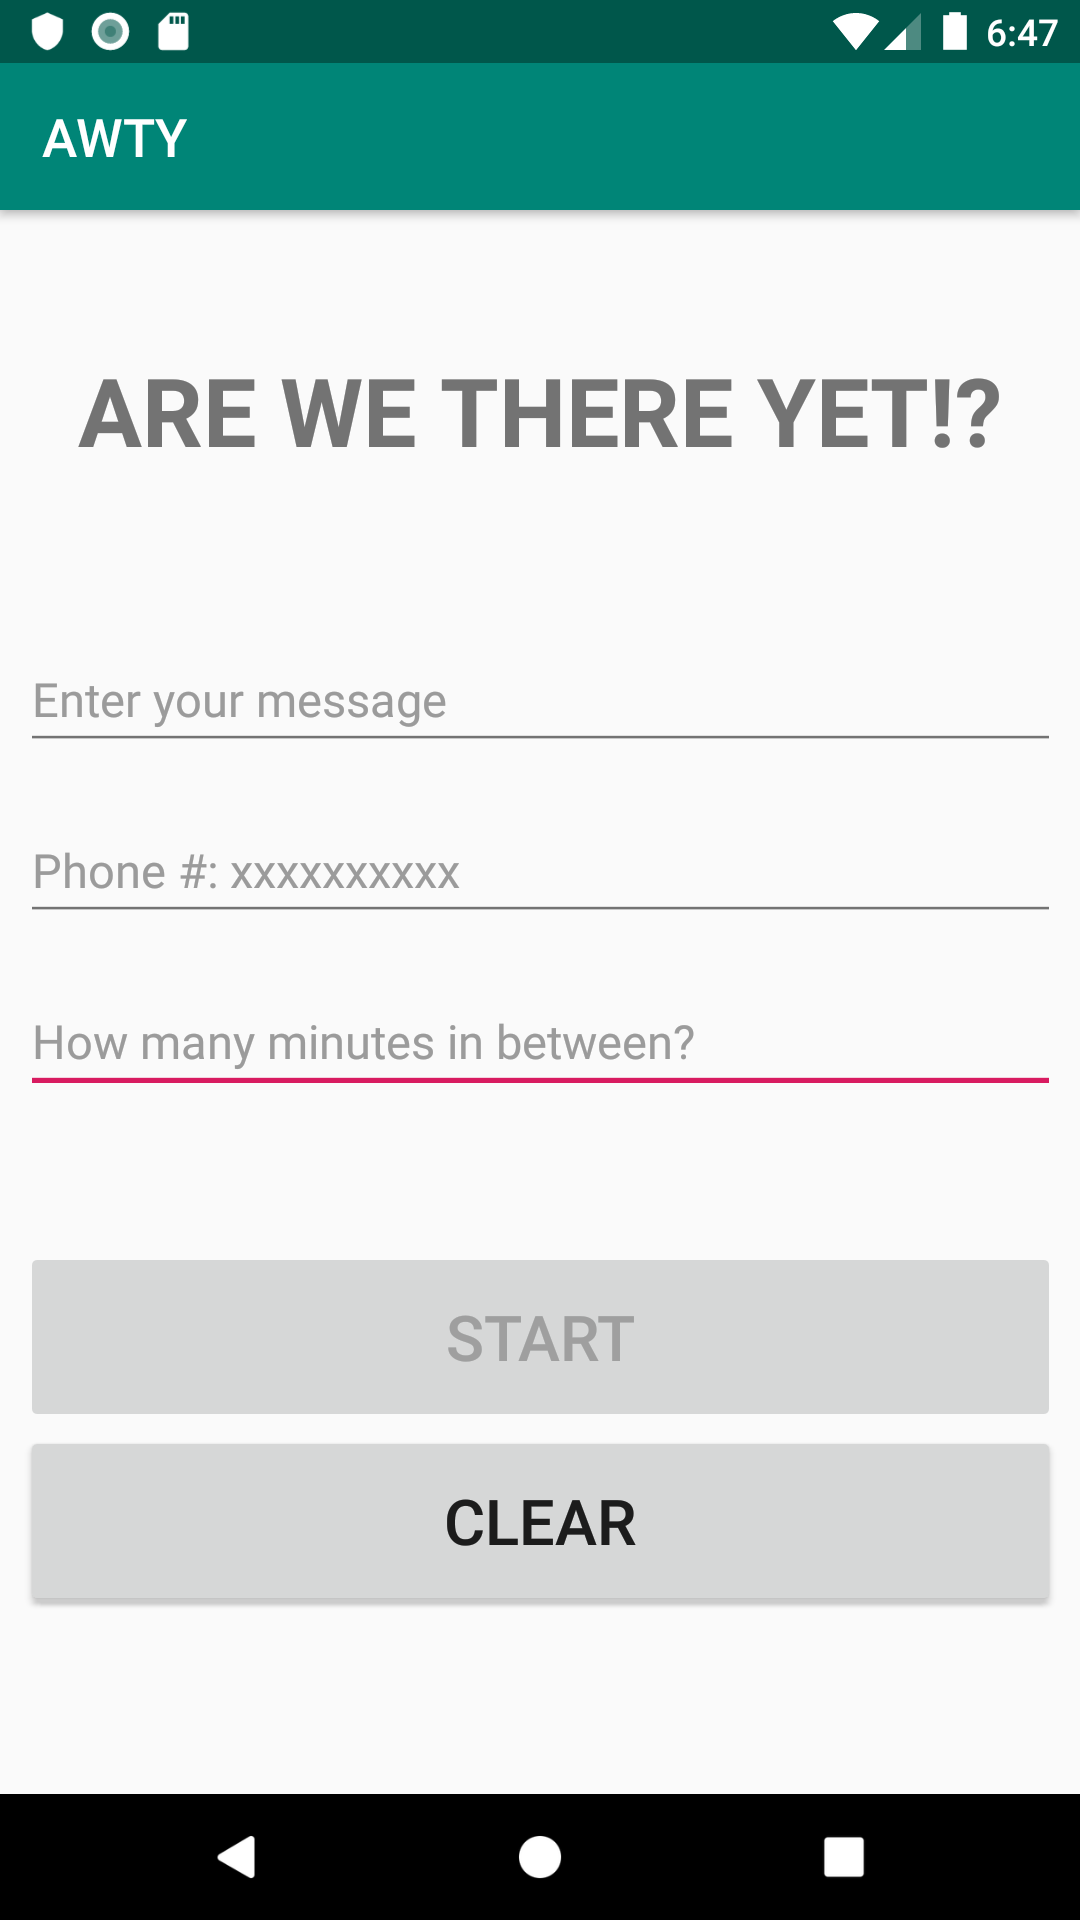 6:47
AWTY
ARE WE THERE YET!?
Enter your message
Phone #: xxxxxxxxxx
How many minutes in between?
START
CLEAR